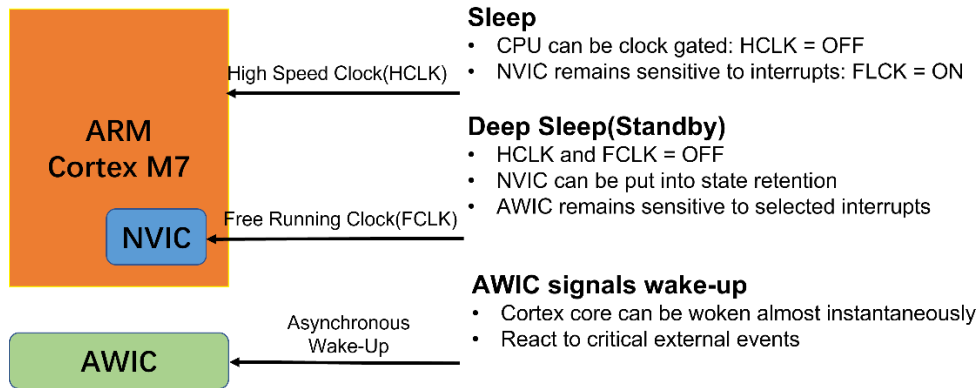 Sleep
• CPU can be clock gated: HCLK = OFF
• NVIC remains sensitive to interrupts: FLCK = ON
High Speed Clock(HCLK)
ARM
Cortex M7
Deep Sleep(Standby)
• HCLK and FCLK = OFF
• NVIC can be put into state retention
• AWIC remains sensitive to selected interrupts
NVIC
Free Running Clock(FCLK)
AWIC signals wake-up
• Cortex core can be woken almost instantaneously
• React to critical external events
Asynchronous
Wake-Up
AWIC